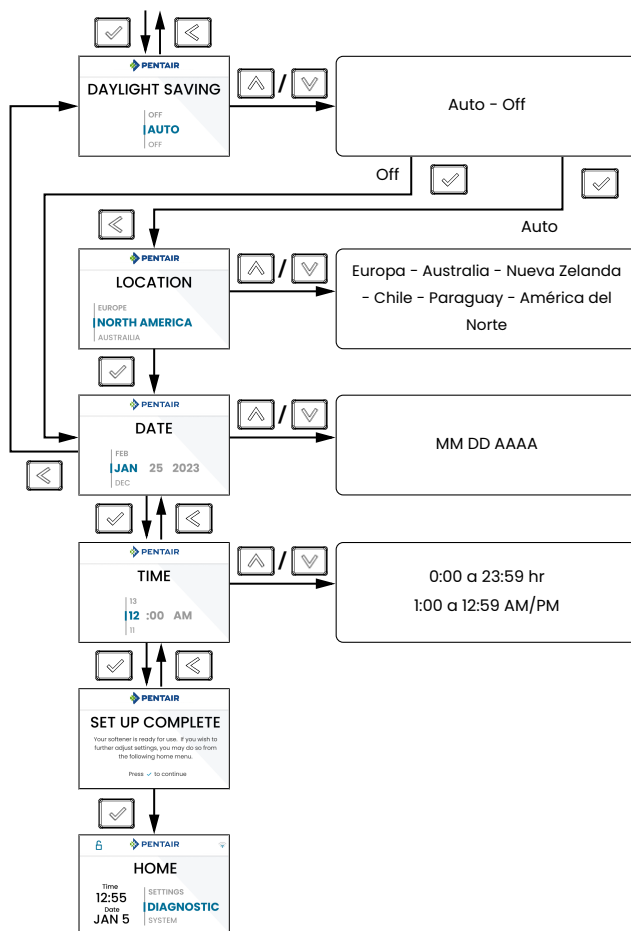 PENTAIR
DAYLIGHT SAVING
OFF
AUTO
OFF
/
Auto - Off
Off
Auto
PENTAIR
LOCATION
EUROPE
NORTH AMERICA
AUSTRAILIA
/
Europa - Australia - Nueva Zelanda
- Chile - Paraguay - América del
Norte
PENTAIR
DATE
FEB
JAN 25 2023
DEC
/
MM DD AAAA
PENTAIR
TIME
13
12 :00 AM
11
/
0:00 a 23:59 hr
1:00 a 12:59 AM/PM
PENTAIR
SET UP COMPLETE
Your softener is ready for use. If you wish to
further adjust settings, you may do so from
the following home menu.
Press ✓ to continue
PENTAIR
HOME
Time
12:55
Date
JAN 5
SETTINGS
DIAGNOSTIC
SYSTEM